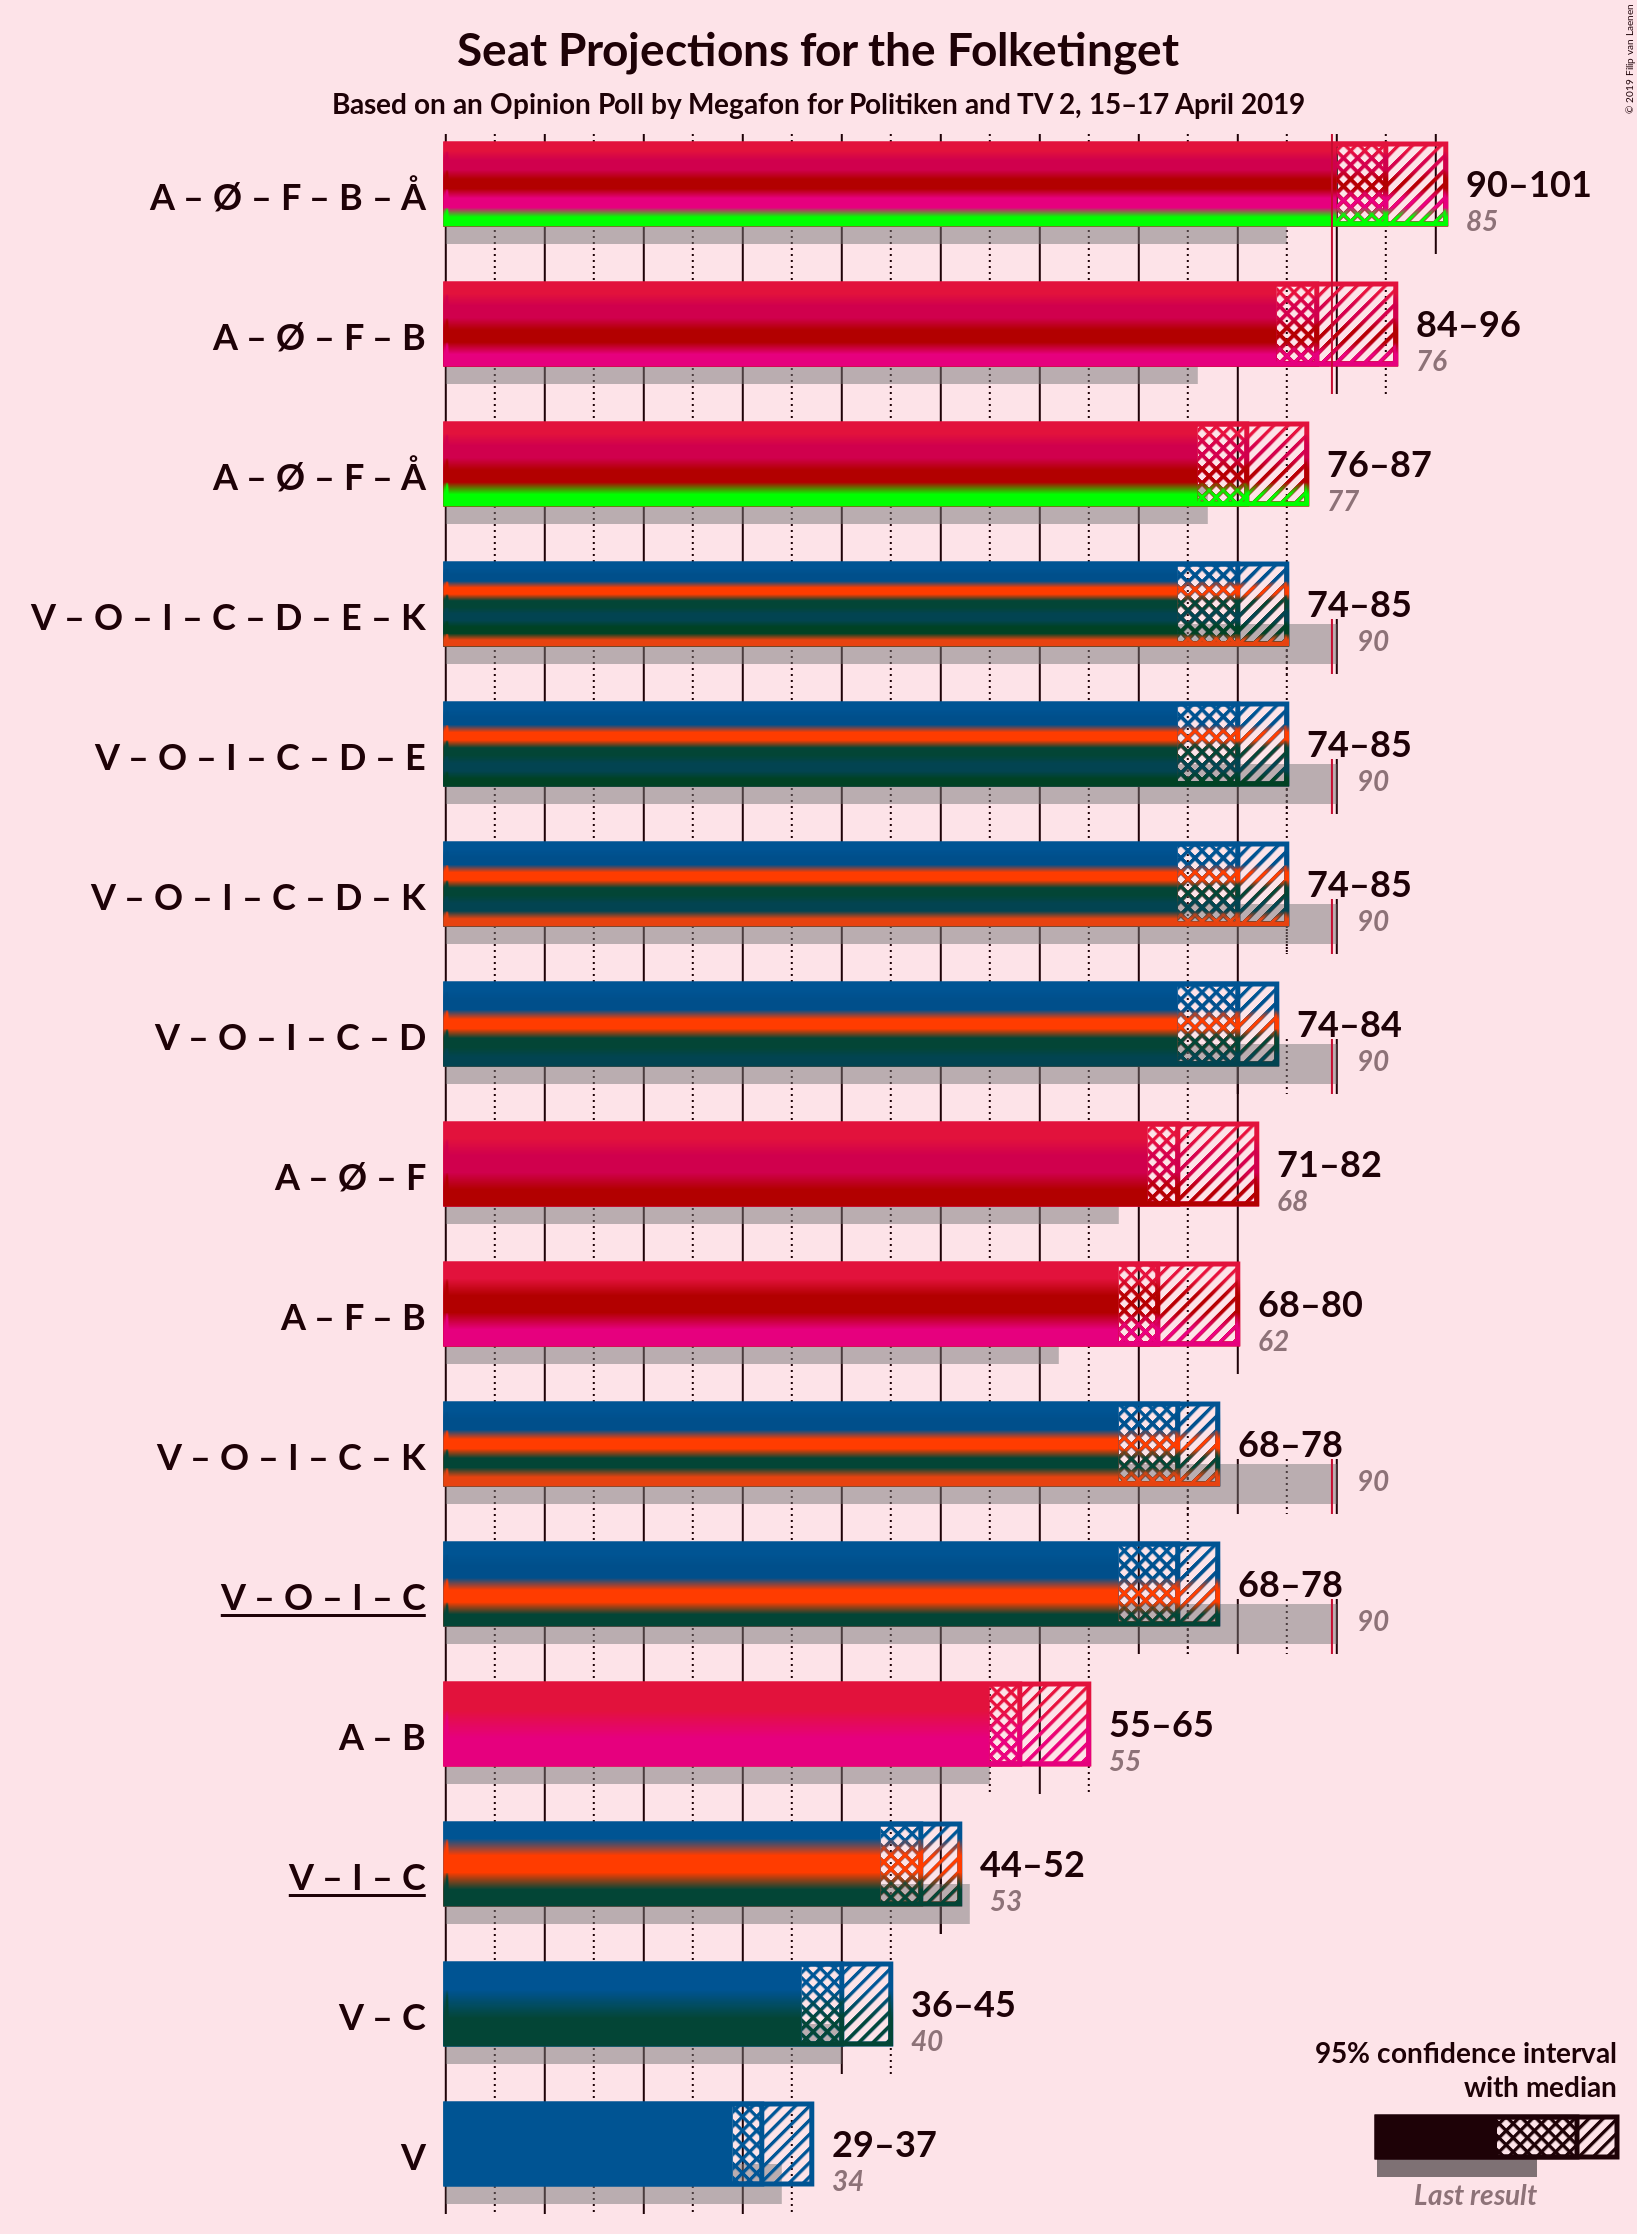 Seat Projections for the Folketinget
Based on an Opinion Poll by Megafon for Politiken and TV 2, 15–17 April 2019
© 2019 Filip van Laenen
A – Ø – F – B – Å
90–101
85
A – Ø – F – B
84–96
76
A – Ø – F – Å
76–87
77
V – O – I – C – D – E – K
74–85
90
V – O – I – C – D – E
74–85
90
V – O – I – C – D – K
74–85
90
V – O – I – C – D
74–84
90
A – Ø – F
71–82
68
A – F – B
68–80
62
V – O – I – C – K
68–78
90
V – O – I – C
68–78
90
A – B
55–65
55
V – I – C
44–52
53
V – C
36–45
40
V
29–37
34
95% confidence interval
with median
Last result